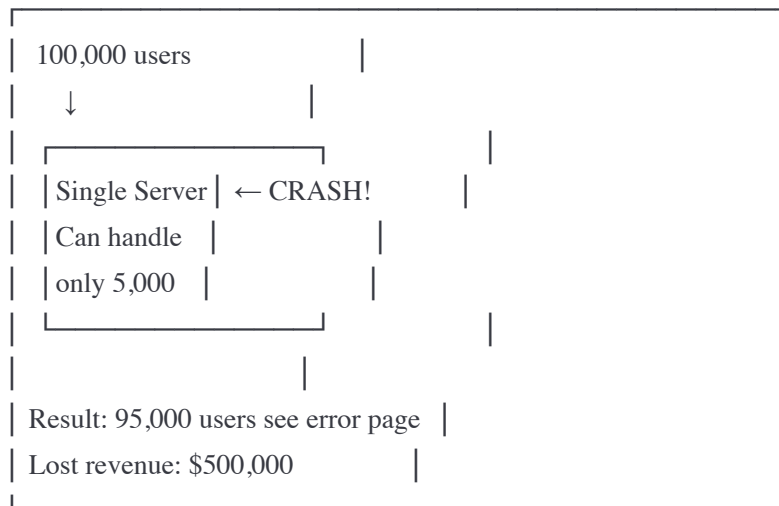 100,000 users
↓
Single Server ← CRASH!
Can handle
only 5,000
Result: 95,000 users see error page
Lost revenue: $500,000